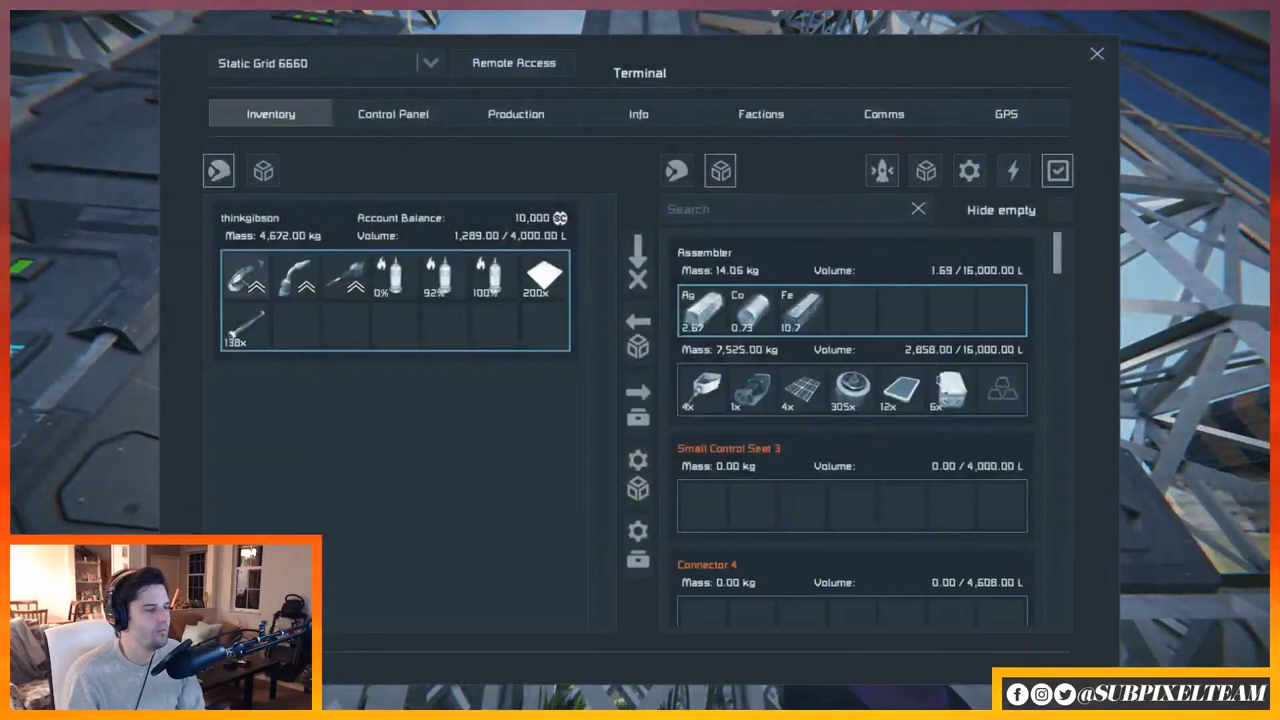 Static Grid 6660
Remote Access
Terminal
Inventory
Control Panel
Production
Info
Factions
Comms
GPS
Search
Hide empty
thinkgibson
Account Balance:
10,000 SC
Mass: 4,672.00 kg
Volume:
1,289.00 / 4,000.00 L
0%
92%
100%
200x
138x
Assembler
Mass: 14.06 kg
Volume:
1.69 / 16,000.00 L
Ag
Co
Fe
2.67
0.73
10.7
Mass: 7,525.00 kg
Volume:
2,858.00 / 16,000.00 L
4x
1x
4x
305x
12x
6x
Small Control Seat 3
Mass: 0.00 kg
Volume:
0.00 / 4,000.00 L
Connector 4
Mass: 0.00 kg
Volume:
0.00 / 4,608.00 L
@SUBPIXELTEAM